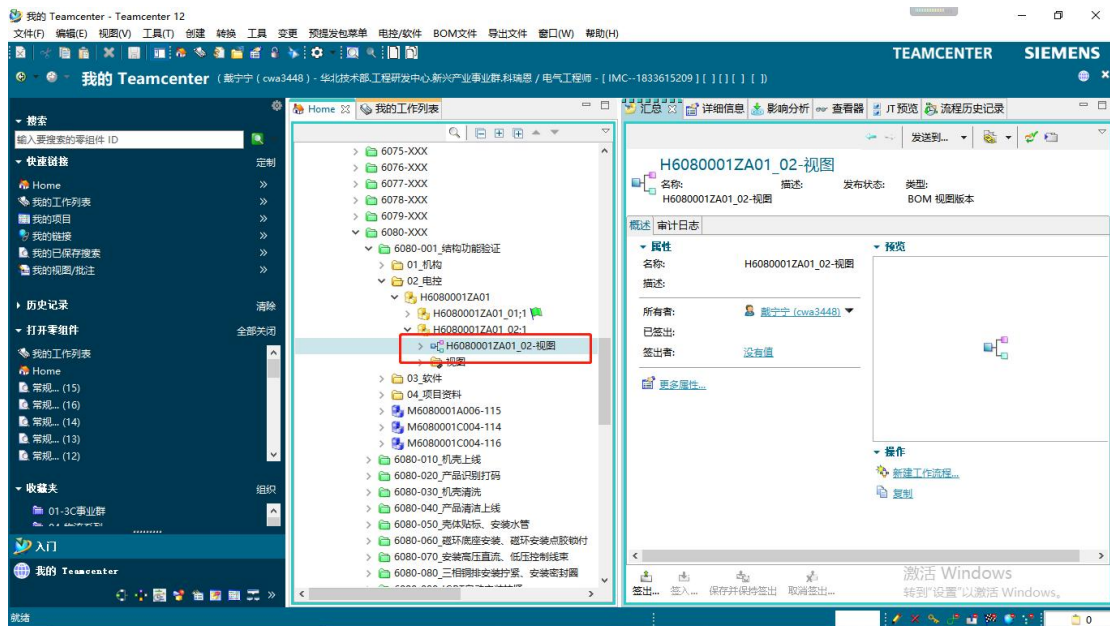 我的 Teamcenter - Teamcenter 12
文件(F) 编辑(E) 视图(V) 工具(T) 创建 转换 工具 变更 预提发包菜单 电控/软件 BOM文件 导出文件 窗口(W) 帮助(H)
TEAMCENTER SIEMENS
我的 Teamcenter ( 戴宁宁 ( cwa3448 ) - 华北技术部.工程研发中心.新兴产业事业群.科瑞恩 / 电气工程师 - [ IMC--1833615209 ] [ ] [ ] [ ] [ ])
搜索
输入要搜索的零组件 ID
快速链接 定制
Home
我的工作列表
我的项目
我的链接
我的已保存搜索
我的视图/批注
历史记录 清除
打开零组件 全部关闭
我的工作列表
Home
常规... (15)
常规... (16)
常规... (14)
常规... (13)
常规... (12)
收藏夹 组织
01-3C事业群
入门
我的 Teamcenter
就绪
Home 我的工作列表
6075-XXX
6076-XXX
6077-XXX
6078-XXX
6079-XXX
6080-XXX
6080-001_结构功能验证
01_机构
02_电控
H6080001ZA01
H6080001ZA01_01;1
H6080001ZA01_02;1
H6080001ZA01_02-视图
视图
03_软件
04_项目资料
M6080001A006-115
M6080001C004-114
M6080001C004-116
6080-010_机壳上线
6080-020_产品识别打码
6080-030_机壳清洗
6080-040_产品清洁上线
6080-050_壳体贴标、安装水管
6080-060_磁环底座安装、磁环安装点胶锁付
6080-070_安装高压直流、低压控制线束
6080-080_三相铜排安装拧紧、安装密封圈
汇总 详细信息 影响分析 查看器 JT 预览 流程历史记录
发送到...
H6080001ZA01_02-视图
名称: 描述: 发布状态: 类型:
H6080001ZA01_02-视图 BOM 视图版本
概述 审计日志
属性
名称: H6080001ZA01_02-视图
描述:
所有者: 戴宁宁 (cwa3448)
已签出:
签出者: 没有值
更多属性...
预览
操作
新建工作流程...
复制
签出... 签入... 保存并保持签出 取消签出...
激活 Windows
转到"设置"以激活 Windows。
0